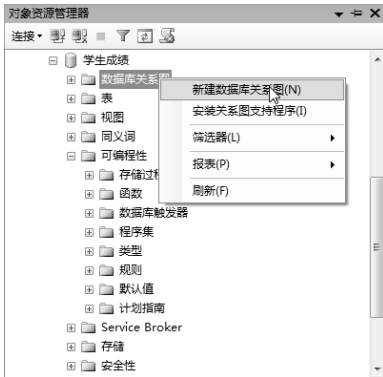 对象资源管理器
连接
学生成绩
数据库关系图
新建数据库关系图(N)
表
安装关系图支持程序(I)
视图
同义词
筛选器(L)
可编程性
报表(P)
存储过
函数
刷新(F)
数据库触发器
程序集
类型
规则
默认值
计划指南
Service Broker
存储
安全性